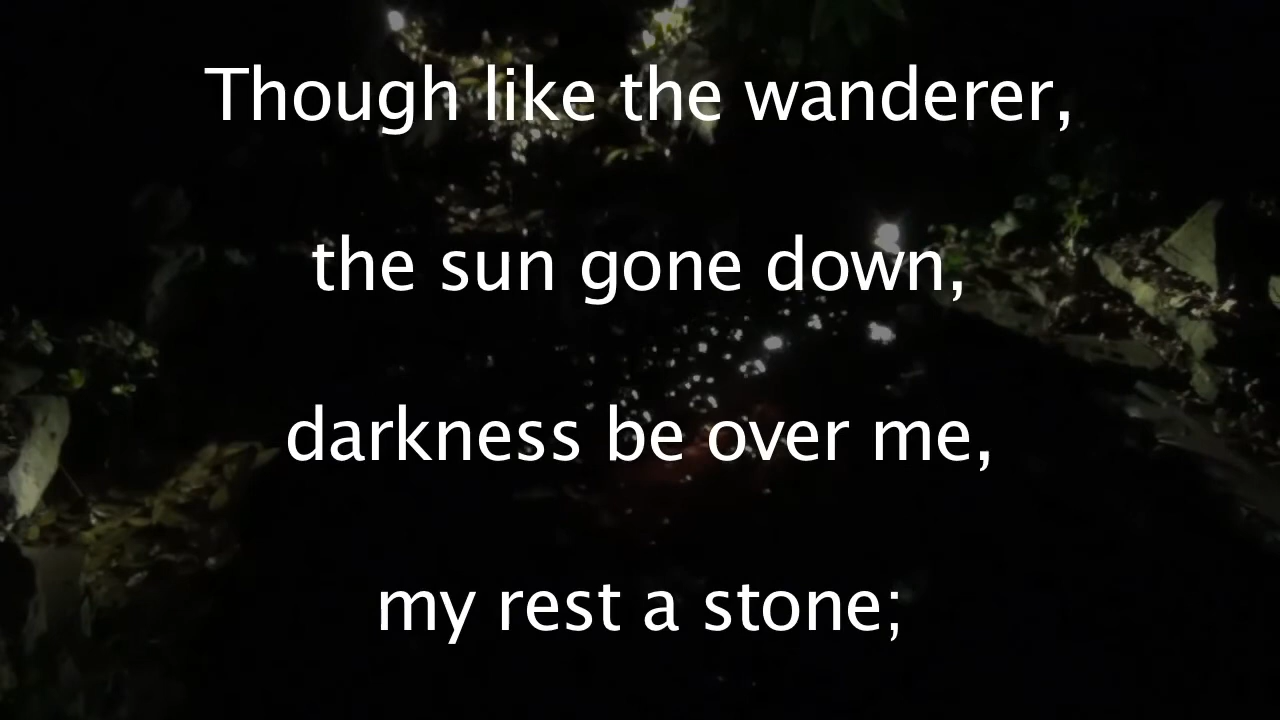 Though like the wanderer,
the sun gone down,
darkness be over me,
my rest a stone;